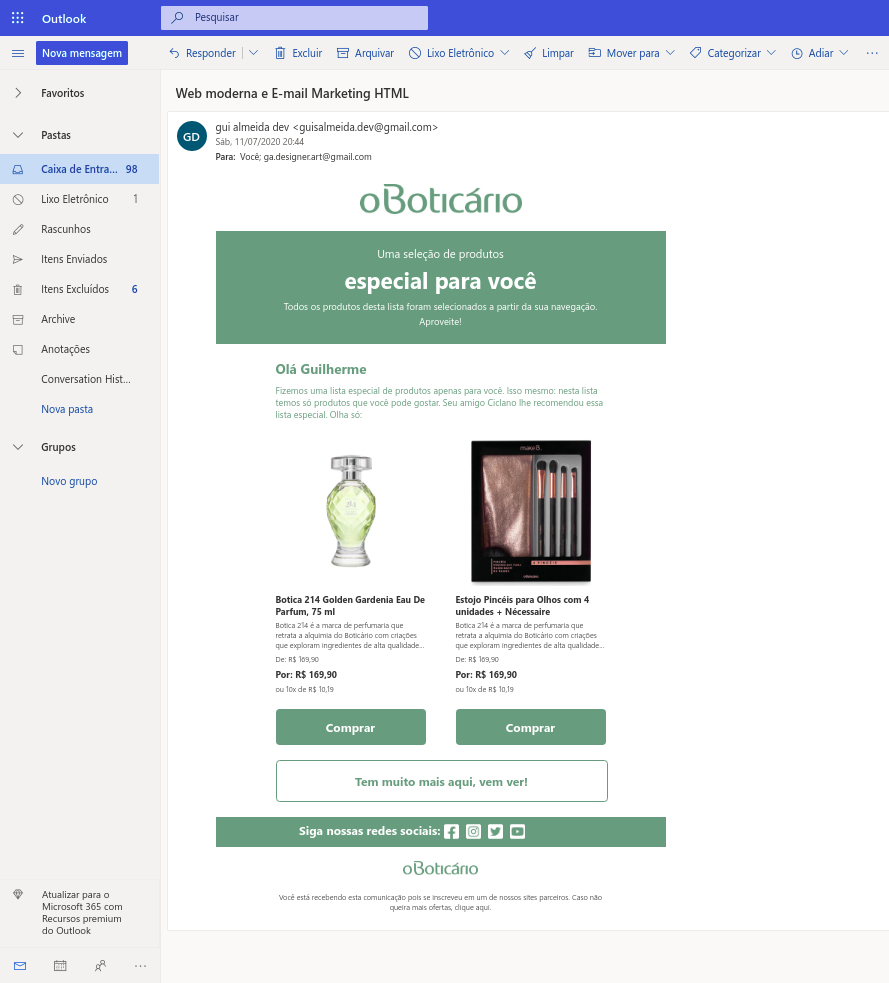 Outlook
Pesquisar
Nova mensagem
Responder
Excluir
Arquivar
Lixo Eletrônico
Limpar
Mover para
Categorizar
Adiar
Favoritos
Pastas
Caixa de Entra... 98
Lixo Eletrônico 1
Rascunhos
Itens Enviados
Itens Excluídos 6
Archive
Anotações
Conversation Hist...
Nova pasta
Grupos
Novo grupo
Atualizar para o
Microsoft 365 com
Recursos premium
do Outlook
Web moderna e E-mail Marketing HTML
GD
gui almeida dev <guisalmeida.dev@gmail.com>
Sáb, 11/07/2020 20:44
Para: Você; ga.designer.art@gmail.com
oBoticário
Uma seleção de produtos
especial para você
Todos os produtos desta lista foram selecionados a partir da sua navegação.
Aproveite!
Olá Guilherme
Fizemos uma lista especial de produtos apenas para você. Isso mesmo: nesta lista
temos só produtos que você pode gostar. Seu amigo Ciclano lhe recomendou essa
lista especial. Olha só:
214
make B.
oBoticário
Botica 214 Golden Gardenia Eau De
Parfum, 75 ml
Botica 214 é a marca de perfumaria que
retrata a alquimia do Boticário com criações
que exploram ingredientes de alta qualidade...
De: R$ 169,90
Por: R$ 169,90
ou 10x de R$ 10,19
Comprar
Estojo Pincéis para Olhos com 4
unidades + Nécessaire
Botica 214 é a marca de perfumaria que
retrata a alquimia do Boticário com criações
que exploram ingredientes de alta qualidade...
De: R$ 169,90
Por: R$ 169,90
ou 10x de R$ 10,19
Comprar
Tem muito mais aqui, vem ver!
Siga nossas redes sociais:
oBoticário
Você está recebendo esta comunicação pois se inscreveu em um de nossos sites parceiros. Caso não
queira mais ofertas, clique aqui.